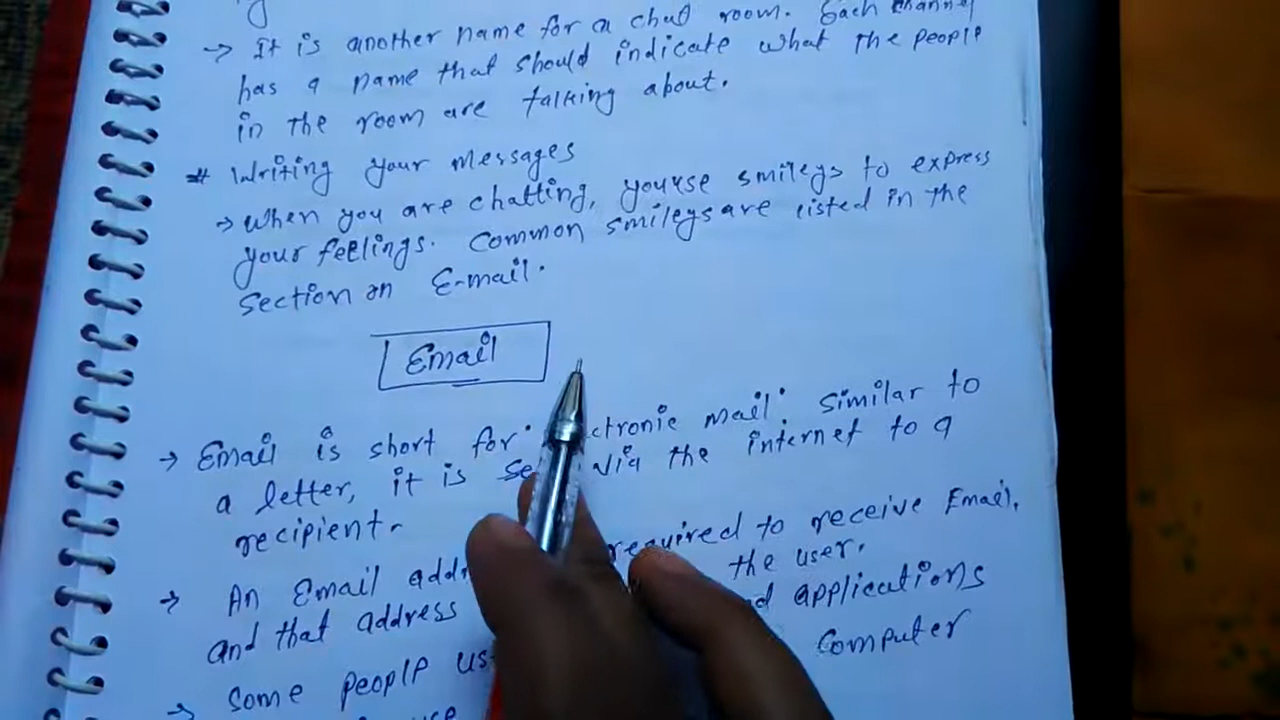 → It is another name for a chat room. Each channel
has a name that should indicate what the people
in the room are talking about.
* Writing your messages
→ When you are chatting, you use smileys to express
your feelings. Common smileys are listed in the
section on E-mail.
Email
→ Email is short for ctronic mail'. Similar to
a letter, it is se via the internet to a
recipient.
→ An Email add required to receive Email,
and that address the user.
→ Some people us d applications
Computer